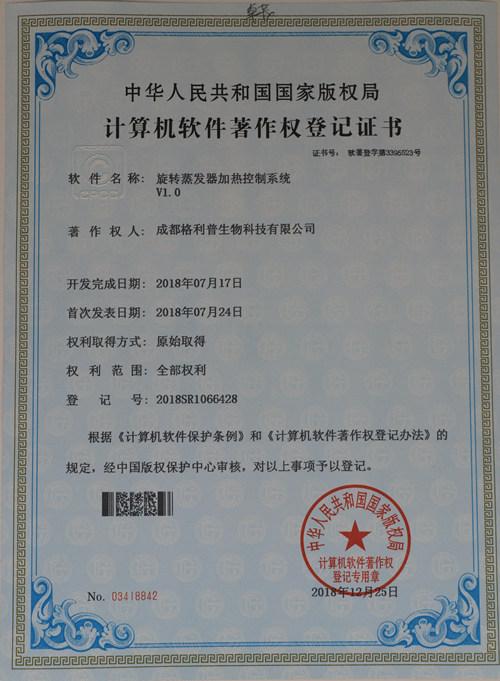 中华人民共和国国家版权局
计算机软件著作权登记证书
证书号： 软著登字第3395523号
软件名称： 旋转蒸发器加热控制系统
V1.0
著作权人： 成都格利普生物科技有限公司
开发完成日期： 2018年07月17日
首次发表日期： 2018年07月24日
权利取得方式： 原始取得
权利范围： 全部权利
登记号： 2018SR1066428
根据《计算机软件保护条例》和《计算机软件著作权登记办法》的
规定，经中国版权保护中心审核，对以上事项予以登记。
中华人民共和国国家版权局
计算机软件著作权
登记专用章
2018年12月25日
No. 03418842